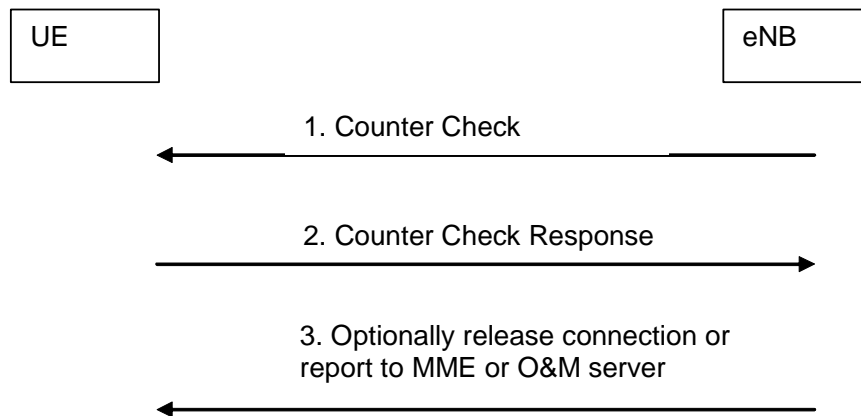 UE
eNB
1. Counter Check
2. Counter Check Response
3. Optionally release connection or
report to MME or O&M server